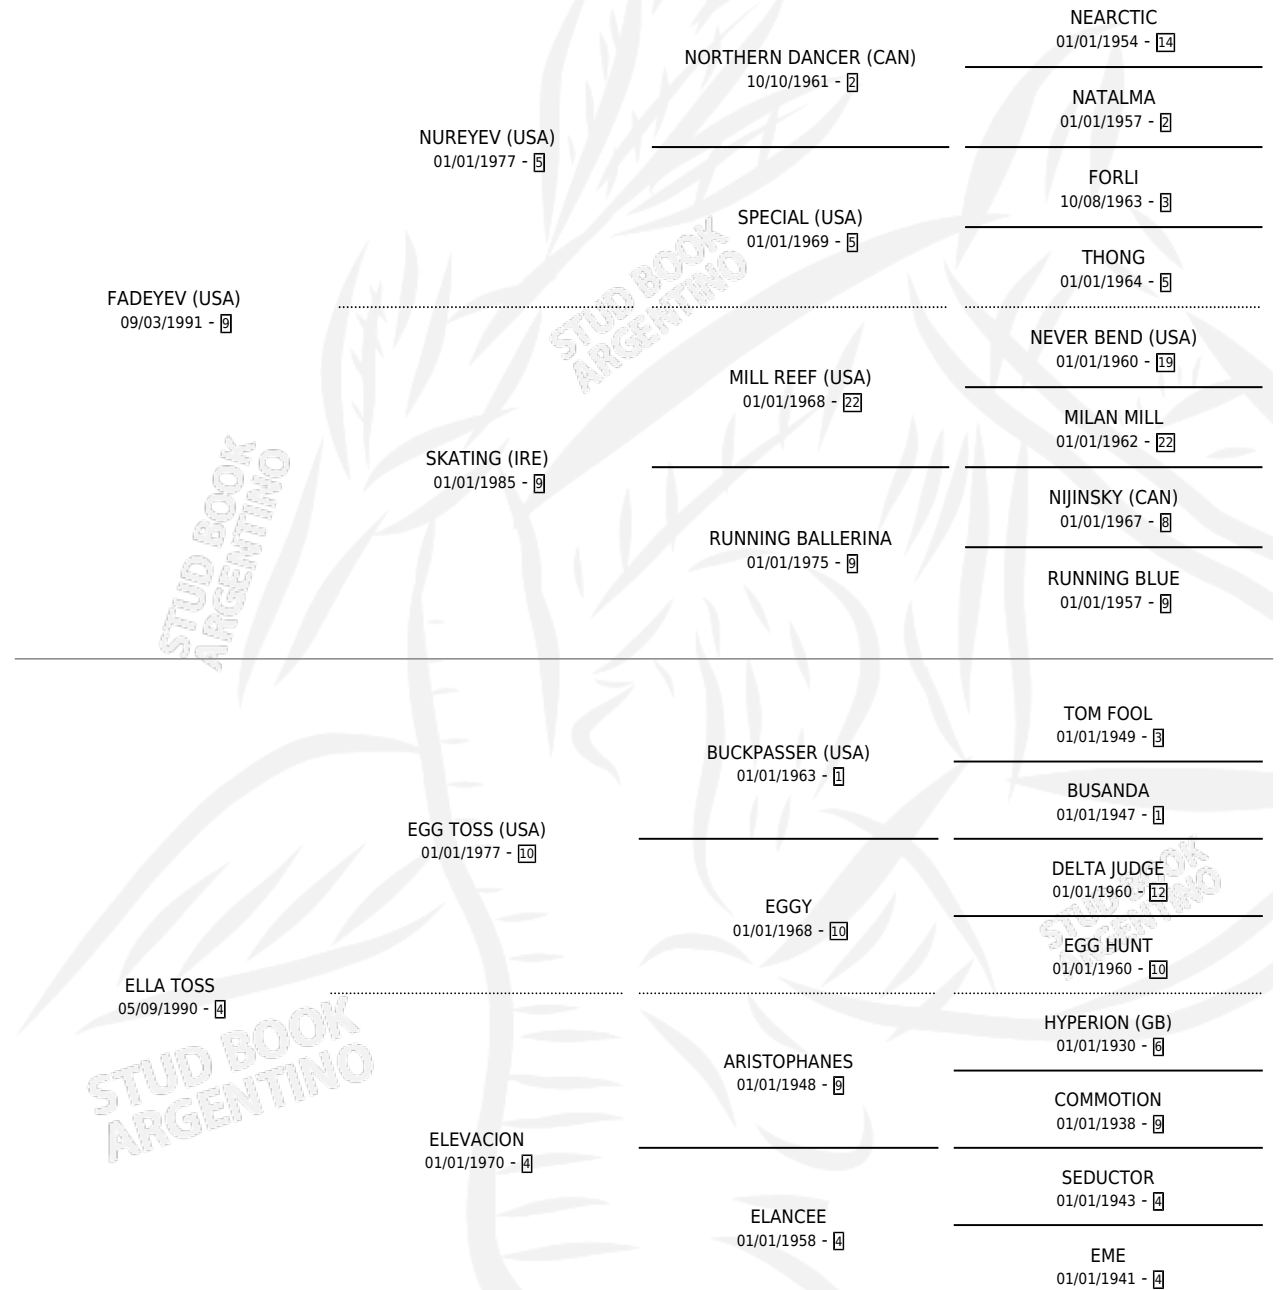 NEARCTIC
01/01/1954 - 14
NORTHERN DANCER (CAN)
10/10/1961 - 2
NATALMA
01/01/1957 - 2
NUREYEV (USA)
01/01/1977 - 5
FORLI
10/08/1963 - 3
SPECIAL (USA)
01/01/1969 - 5
THONG
01/01/1964 - 5
FADEYEV (USA)
09/03/1991 - 9
NEVER BEND (USA)
01/01/1960 - 19
MILL REEF (USA)
01/01/1968 - 22
MILAN MILL
01/01/1962 - 22
SKATING (IRE)
01/01/1985 - 9
NIJINSKY (CAN)
01/01/1967 - 8
RUNNING BALLERINA
01/01/1975 - 9
RUNNING BLUE
01/01/1957 - 9
TOM FOOL
01/01/1949 - 3
BUCKPASSER (USA)
01/01/1963 - 1
BUSANDA
01/01/1947 - 1
EGG TOSS (USA)
01/01/1977 - 10
DELTA JUDGE
01/01/1960 - 12
EGGY
01/01/1968 - 10
EGG HUNT
01/01/1960 - 10
ELLA TOSS
05/09/1990 - 4
HYPERION (GB)
01/01/1930 - 6
ARISTOPHANES
01/01/1948 - 9
COMMOTION
01/01/1938 - 9
ELEVACION
01/01/1970 - 4
SEDUCTOR
01/01/1943 - 4
ELANCEE
01/01/1958 - 4
EME
01/01/1941 - 4
STUD BOOK
ARGENTINO
STUD BOOK
ARGENTINO
STUD BOOK
ARGENTINO
STUD BOOK
ARGENTINO